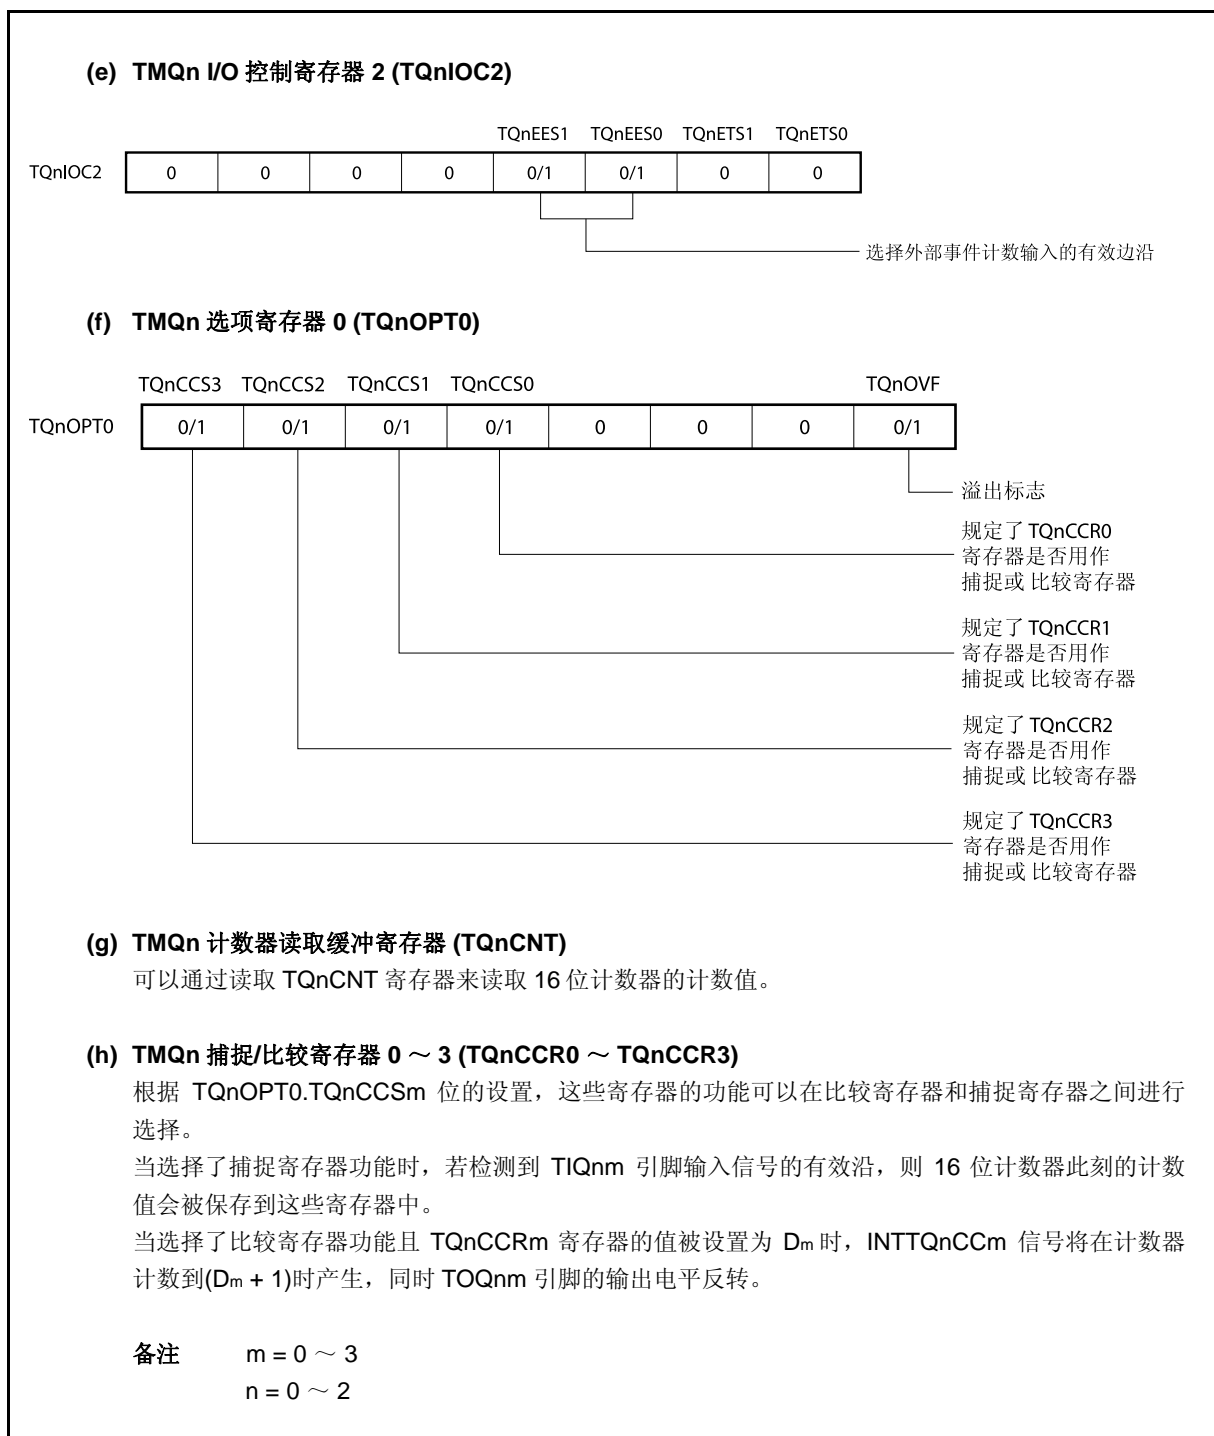 (e) TMQn I/O 控制寄存器 2 (TQnIOC2)
TQnEES1 TQnEES0 TQnETS1 TQnETS0
TQnIOC2 0 0 0 0 0/1 0/1 0 0
选择外部事件计数输入的有效边沿
(f) TMQn 选项寄存器 0 (TQnOPT0)
TQnCCS3 TQnCCS2 TQnCCS1 TQnCCS0 TQnOVF
TQnOPT0 0/1 0/1 0/1 0/1 0 0 0 0/1
溢出标志
规定了 TQnCCR0
寄存器是否用作
捕捉或 比较寄存器
规定了 TQnCCR1
寄存器是否用作
捕捉或 比较寄存器
规定了 TQnCCR2
寄存器是否用作
捕捉或 比较寄存器
规定了 TQnCCR3
寄存器是否用作
捕捉或 比较寄存器
(g) TMQn 计数器读取缓冲寄存器 (TQnCNT)
可以通过读取 TQnCNT 寄存器来读取 16 位计数器的计数值。
(h) TMQn 捕捉/比较寄存器 0 ～ 3 (TQnCCR0 ～ TQnCCR3)
根据 TQnOPT0.TQnCCSm 位的设置，这些寄存器的功能可以在比较寄存器和捕捉寄存器之间进行
选择。
当选择了捕捉寄存器功能时，若检测到 TIQnm 引脚输入信号的有效沿，则 16 位计数器此刻的计数
值会被保存到这些寄存器中。
当选择了比较寄存器功能且 TQnCCRm 寄存器的值被设置为 Dm 时，INTTQnCCm 信号将在计数器
计数到(Dm + 1)时产生，同时 TOQnm 引脚的输出电平反转。
备注 m = 0 ～ 3
n = 0 ～ 2